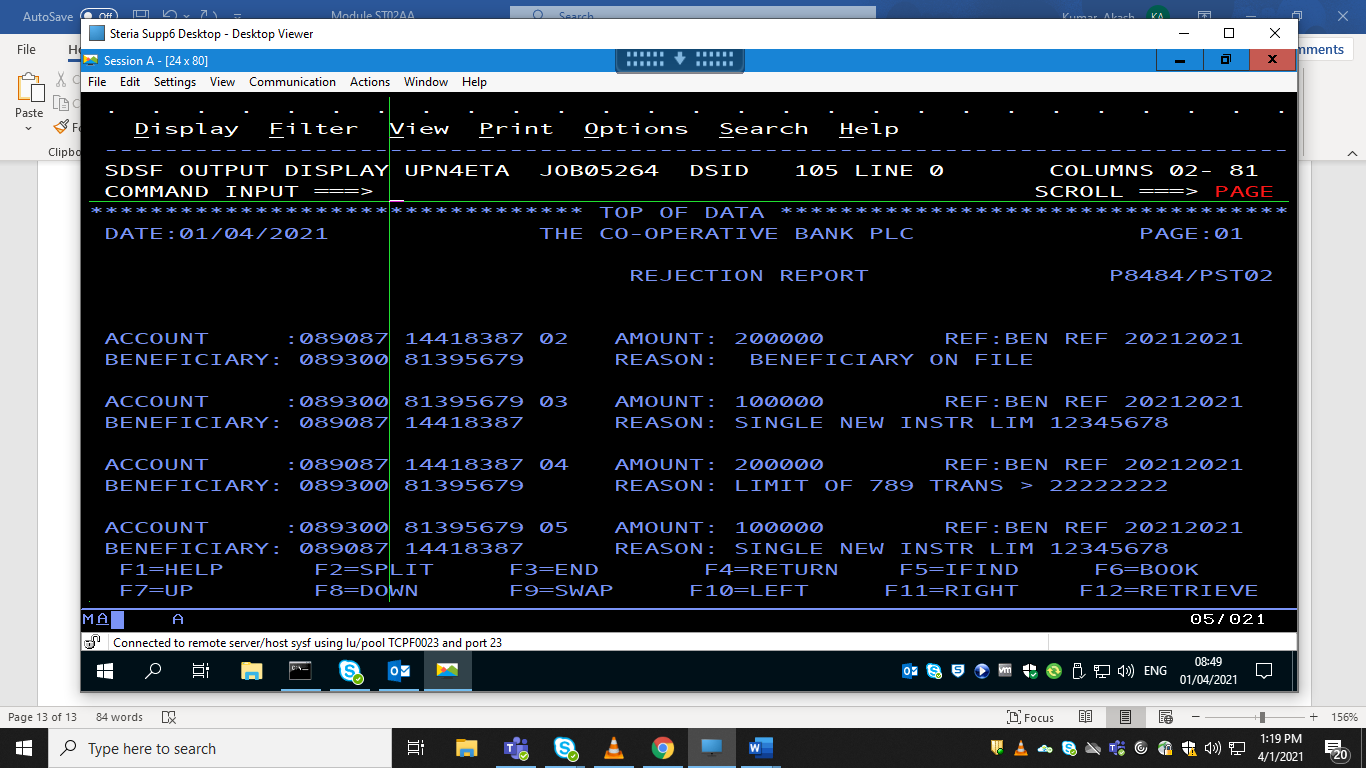 AutoSave Off Module ST02AA Search Kumar, Akash KA
File
Paste
Steria Supp6 Desktop - Desktop Viewer
Session A - [24 x 80]
File Edit Settings View Communication Actions Window Help
Display Filter View Print Options Search Help
SDSF OUTPUT DISPLAY UPN4ETA JOB05264 DSID 105 LINE 0 COLUMNS 02- 81
COMMAND INPUT ===> SCROLL ===> PAGE
********************************* TOP OF DATA **********************************
DATE:01/04/2021 THE CO-OPERATIVE BANK PLC PAGE:01
REJECTION REPORT P8484/PST02
ACCOUNT :089087 14418387 02 AMOUNT: 200000 REF:BEN REF 20212021
BENEFICIARY: 089300 81395679 REASON: BENEFICIARY ON FILE
ACCOUNT :089300 81395679 03 AMOUNT: 100000 REF:BEN REF 20212021
BENEFICIARY: 089087 14418387 REASON: SINGLE NEW INSTR LIM 12345678
ACCOUNT :089087 14418387 04 AMOUNT: 200000 REF:BEN REF 20212021
BENEFICIARY: 089300 81395679 REASON: LIMIT OF 789 TRANS > 22222222
ACCOUNT :089300 81395679 05 AMOUNT: 100000 REF:BEN REF 20212021
BENEFICIARY: 089087 14418387 REASON: SINGLE NEW INSTR LIM 12345678
F1=HELP F2=SPLIT F3=END F4=RETURN F5=IFIND F6=BOOK
F7=UP F8=DOWN F9=SWAP F10=LEFT F11=RIGHT F12=RETRIEVE
MA A 05/021
Connected to remote server/host sysf using lu/pool TCPF0023 and port 23
ENG 08:49
01/04/2021
Page 13 of 13 84 words Focus 156%
Type here to search
1:19 PM
4/1/2021
20